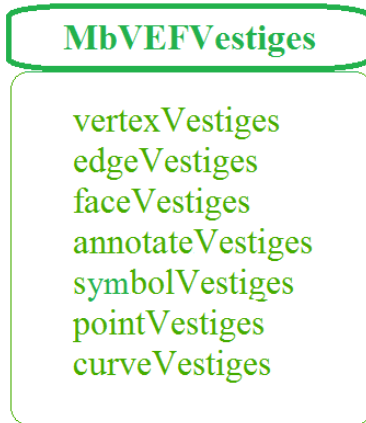 MbVEFVestiges
vertexVestiges
edgeVestiges
faceVestiges
annotateVestiges
symbolVestiges
pointVestiges
curveVestiges